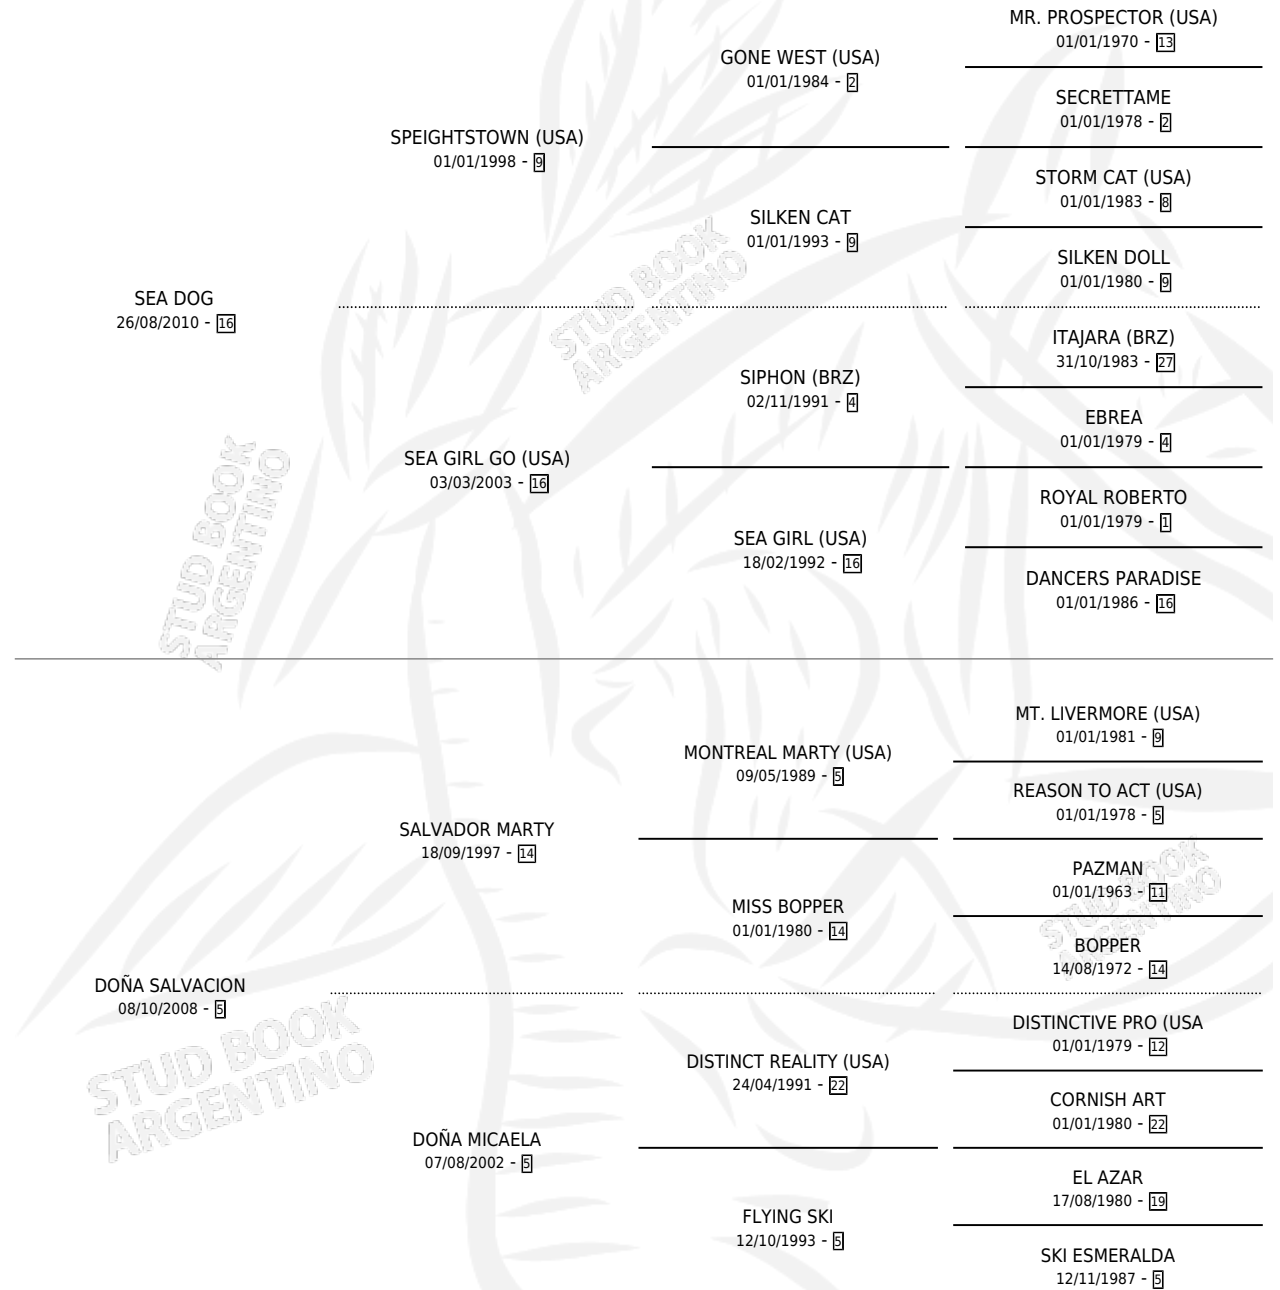 MR. PROSPECTOR (USA)
01/01/1970 - 13
GONE WEST (USA)
01/01/1984 - 2
SECRETTAME
01/01/1978 - 2
SPEIGHTSTOWN (USA)
01/01/1998 - 9
STORM CAT (USA)
01/01/1983 - 8
SILKEN CAT
01/01/1993 - 9
SILKEN DOLL
01/01/1980 - 9
SEA DOG
26/08/2010 - 16
ITAJARA (BRZ)
31/10/1983 - 27
SIPHON (BRZ)
02/11/1991 - 4
EBREA
01/01/1979 - 4
SEA GIRL GO (USA)
03/03/2003 - 16
ROYAL ROBERTO
01/01/1979 - 1
SEA GIRL (USA)
18/02/1992 - 16
DANCERS PARADISE
01/01/1986 - 16
STUD BOOK
ARGENTINO
STUD BOOK
ARGENTINO
MT. LIVERMORE (USA)
01/01/1981 - 9
MONTREAL MARTY (USA)
09/05/1989 - 5
REASON TO ACT (USA)
01/01/1978 - 5
SALVADOR MARTY
18/09/1997 - 14
PAZMAN
01/01/1963 - 11
MISS BOPPER
01/01/1980 - 14
BOPPER
14/08/1972 - 14
DOÑA SALVACION
08/10/2008 - 5
DISTINCTIVE PRO (USA
01/01/1979 - 12
DISTINCT REALITY (USA)
24/04/1991 - 22
CORNISH ART
01/01/1980 - 22
DOÑA MICAELA
07/08/2002 - 5
EL AZAR
17/08/1980 - 19
FLYING SKI
12/10/1993 - 5
SKI ESMERALDA
12/11/1987 - 5
STUD BOOK
ARGENTINO
STUD BOOK
ARGENTINO